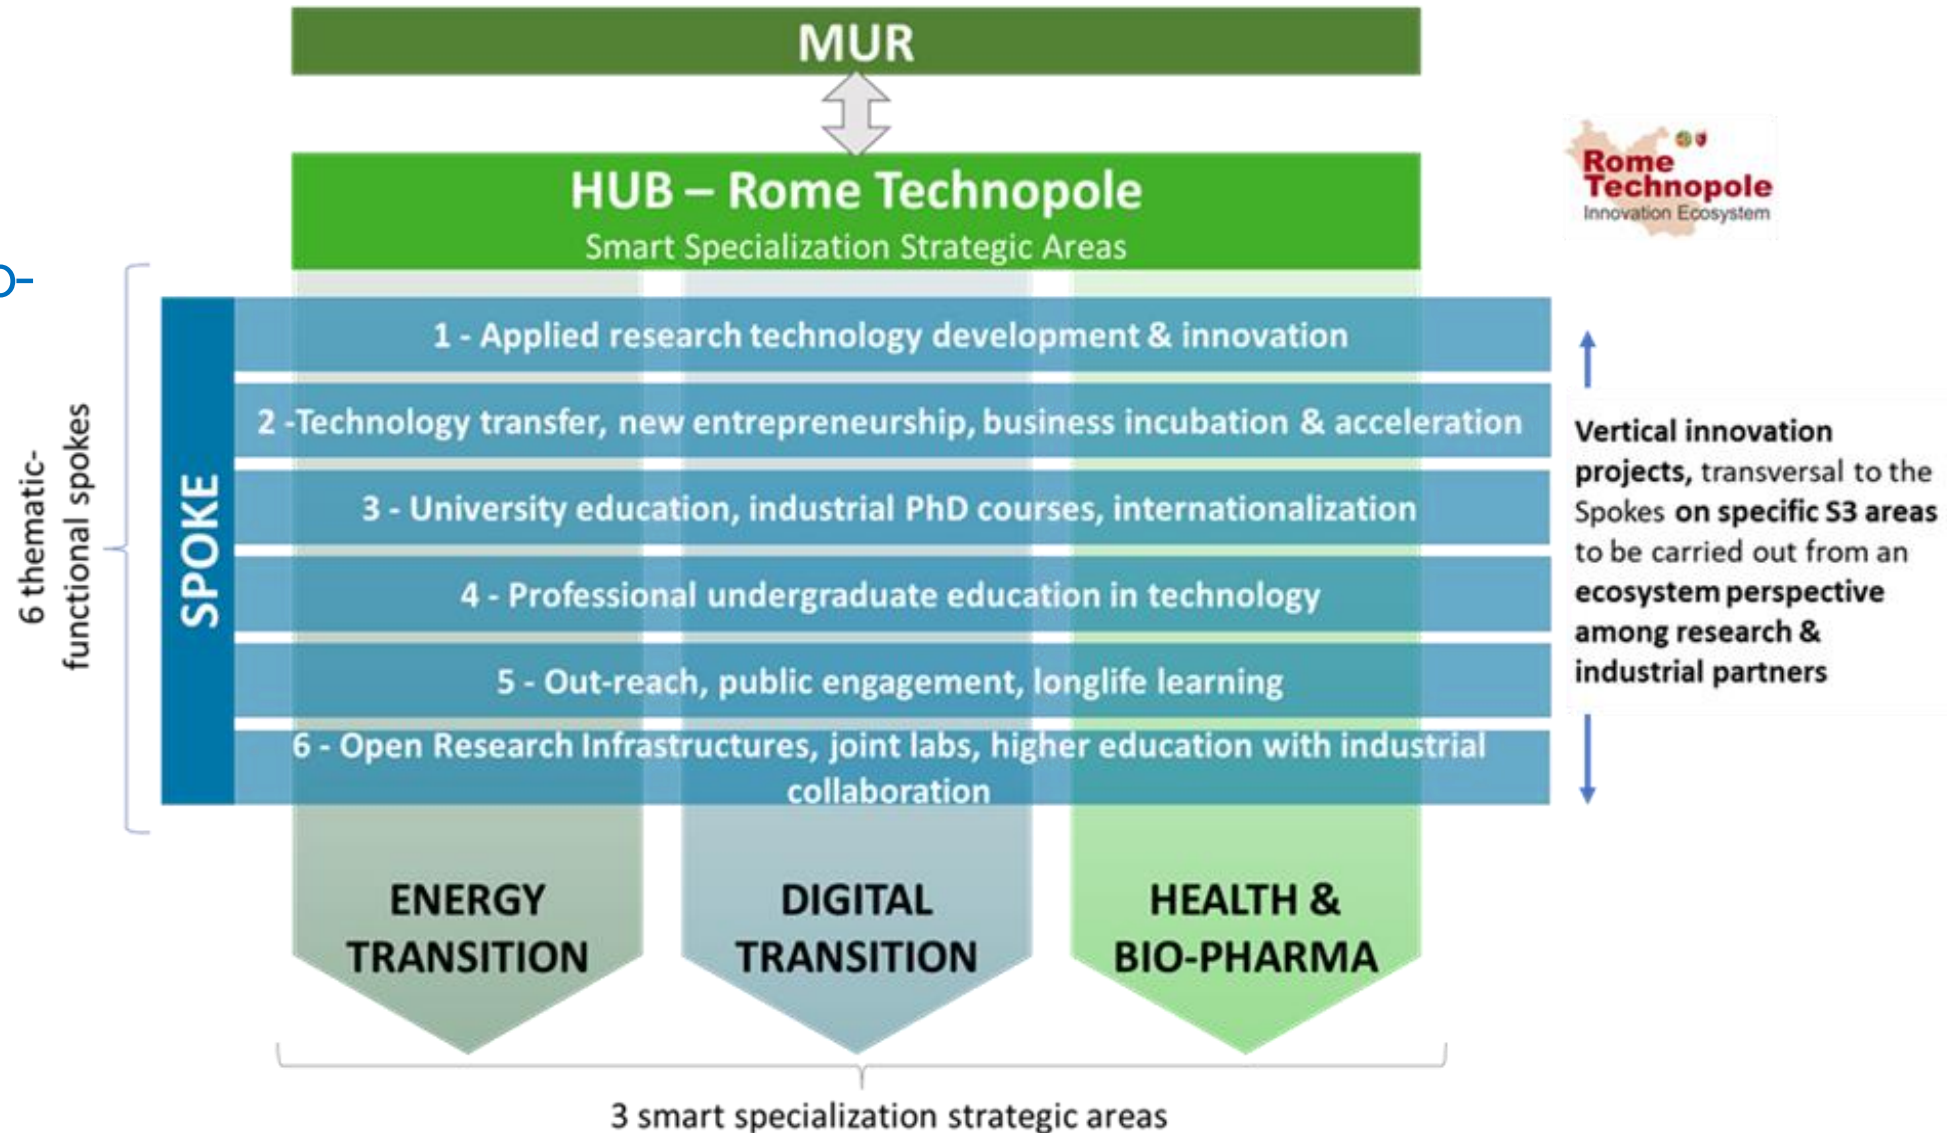 MUR
HUB – Rome Technopole
Smart Specialization Strategic Areas
Rome
Technopole
Innovation Ecosystem
6 thematic-
functional spokes
SPOKE
1 - Applied research technology development & innovation
2 -Technology transfer, new entrepreneurship, business incubation & acceleration
3 - University education, industrial PhD courses, internationalization
4 - Professional undergraduate education in technology
5 - Out-reach, public engagement, longlife learning
6 - Open Research Infrastructures, joint labs, higher education with industrial
collaboration
Vertical innovation
projects, transversal to the
Spokes on specific S3 areas
to be carried out from an
ecosystem perspective
among research &
industrial partners
ENERGY
TRANSITION
DIGITAL
TRANSITION
HEALTH &
BIO-PHARMA
3 smart specialization strategic areas